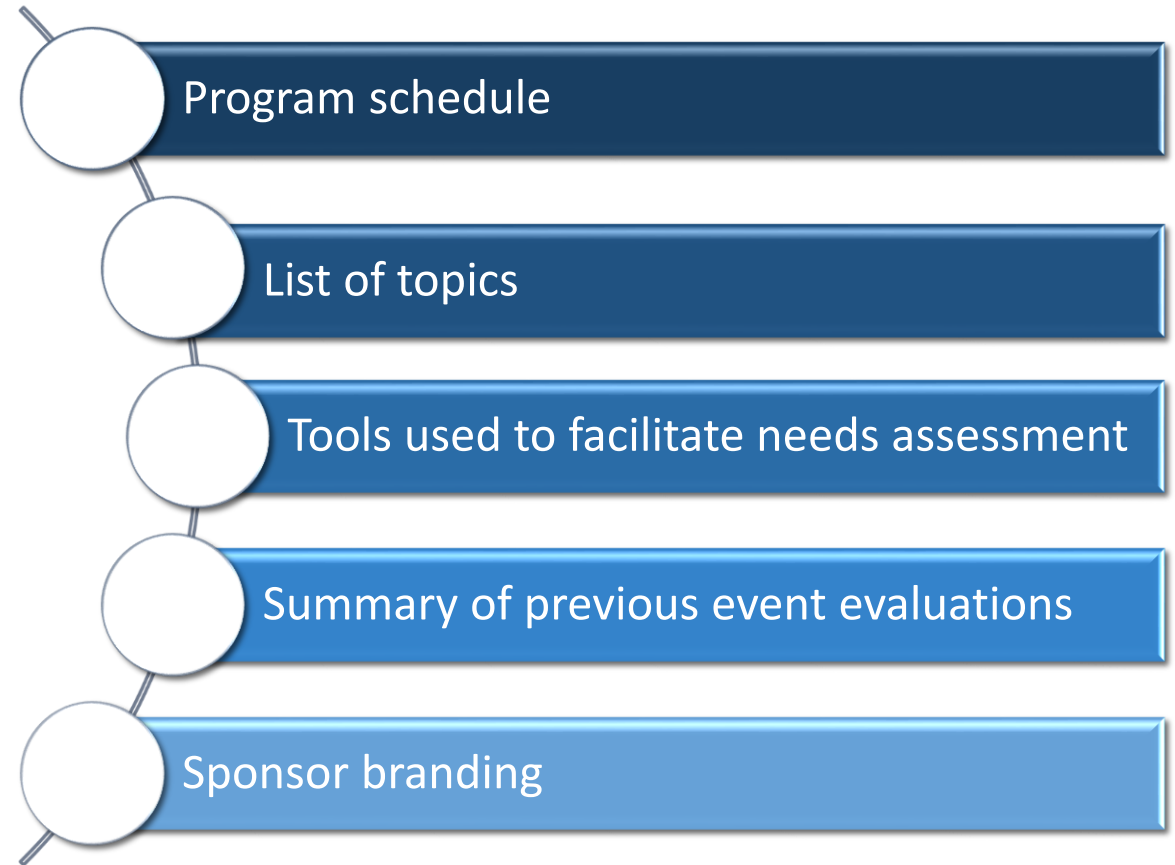 Program schedule
List of topics
Tools used to facilitate needs assessment
Summary of previous event evaluations
Sponsor branding